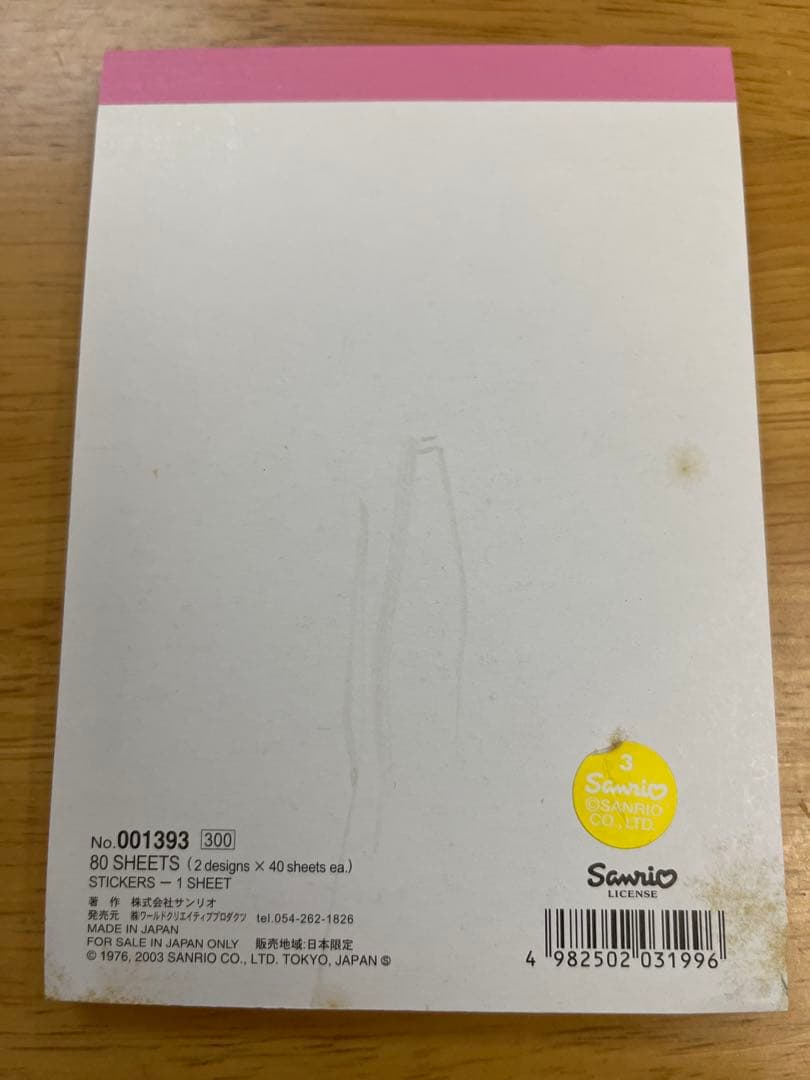 3
Sanrio
©SANRIO
CO., LTD.
No.001393 300
80 SHEETS (2 designs × 40 sheets ea.)
STICKERS － 1 SHEET
著 作 株式会社サンリオ
発売元 ㈱ワールドクリエイティブプロダクツ tel.054-262-1826
MADE IN JAPAN
FOR SALE IN JAPAN ONLY 販売地域:日本限定
© 1976, 2003 SANRIO CO., LTD. TOKYO, JAPAN Ⓢ
Sanrio
LICENSE
4 982502 031996